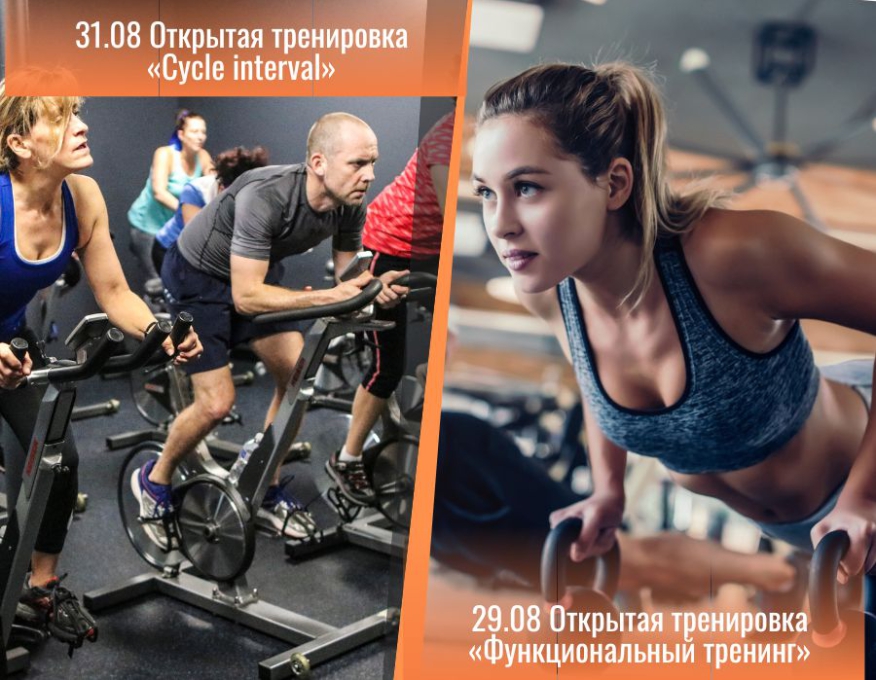 31.08 Открытая тренировка
«Cycle interval»
29.08 Открытая тренировка
«Функциональный тренинг»